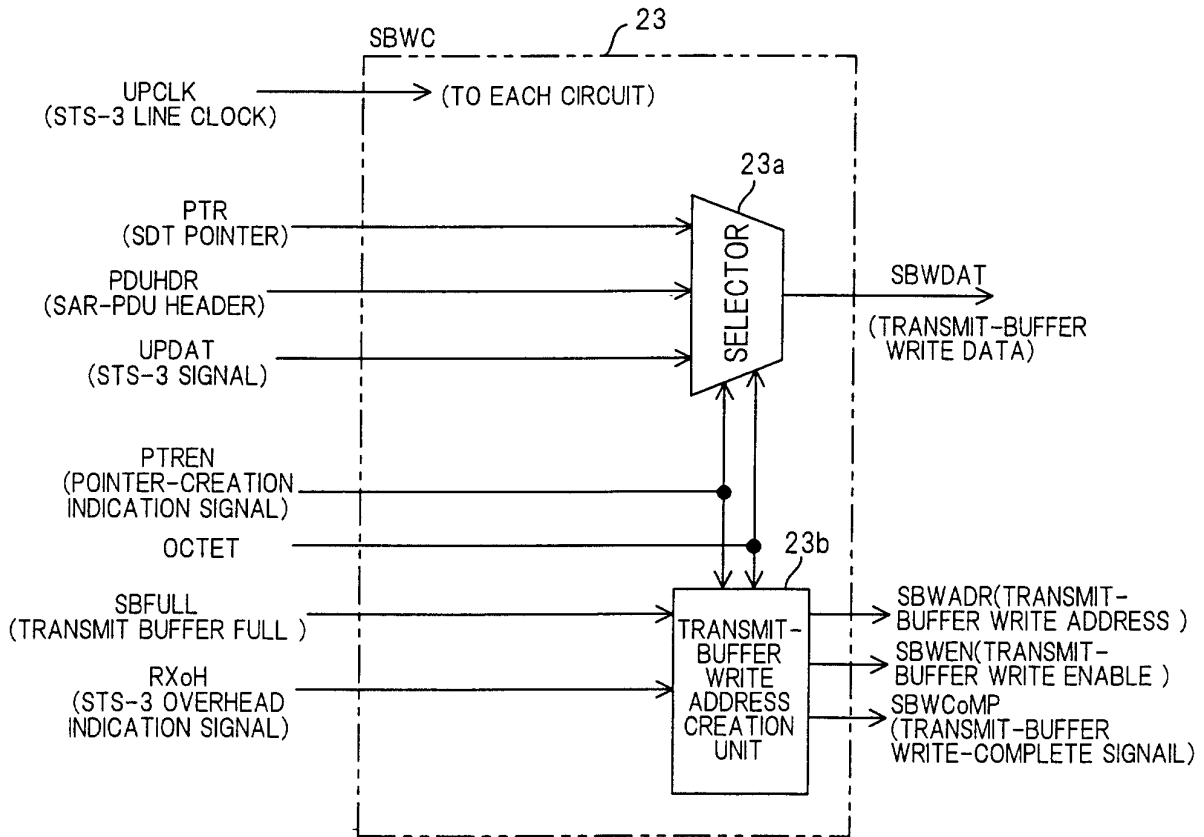 23
SBWC
UPCLK
(STS-3 LINE CLOCK)
(TO EACH CIRCUIT)
23a
PTR
(SDT POINTER)
PDUHDR
(SAR-PDU HEADER)
UPDAT
(STS-3 SIGNAL)
SELECTOR
SBWDAT
(TRANSMIT-BUFFER
WRITE DATA)
PTREN
(POINTER-CREATION
INDICATION SIGNAL)
OCTET
23b
SBFULL
(TRANSMIT BUFFER FULL )
RXoH
(STS-3 OVERHEAD
INDICATION SIGNAL)
TRANSMIT-
BUFFER
WRITE
ADDRESS
CREATION
UNIT
SBWADR(TRANSMIT-
BUFFER WRITE ADDRESS )
SBWEN(TRANSMIT-
BUFFER WRITE ENABLE )
SBWCoMP
(TRANSMIT-BUFFER
WRITE-COMPLETE SIGNAIL)